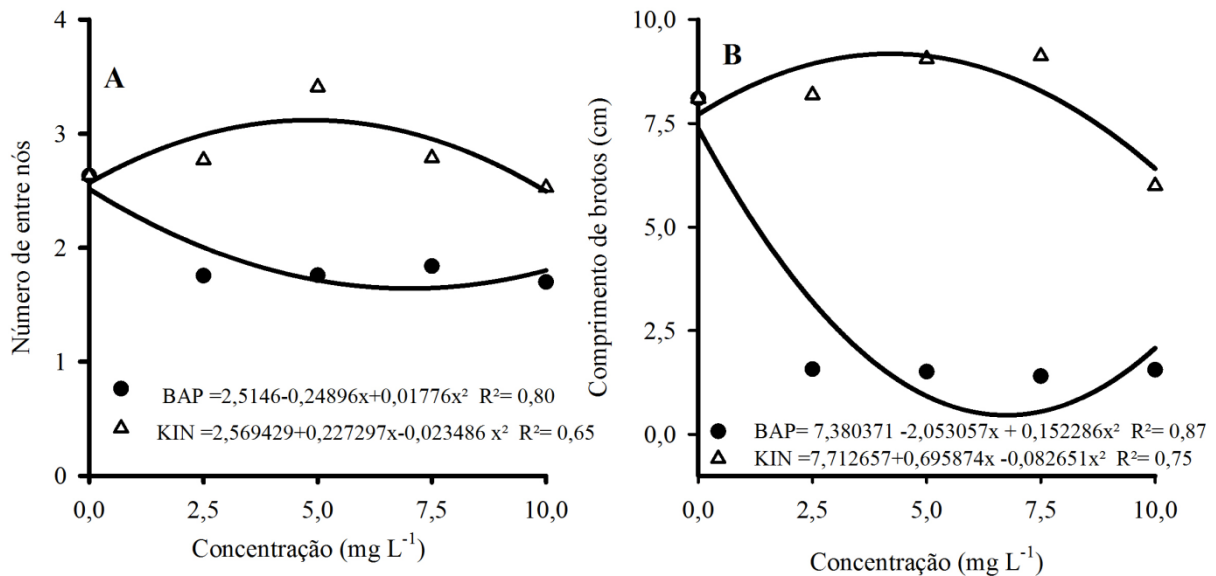 A
Número de entre nós
4
3
2
1
0
BAP =2,5146-0,24896x+0,01776x² R²= 0,80
KIN =2,569429+0,227297x-0,023486 x² R²= 0,65
0,0 2,5 5,0 7,5 10,0
Concentração (mg L⁻¹)
B
Comprimento de brotos (cm)
10,0
7,5
5,0
2,5
0,0
BAP= 7,380371 -2,053057x + 0,152286x² R²= 0,87
KIN =7,712657+0,695874x -0,082651x² R²= 0,75
0,0 2,5 5,0 7,5 10,0
Concentração (mg L⁻¹)